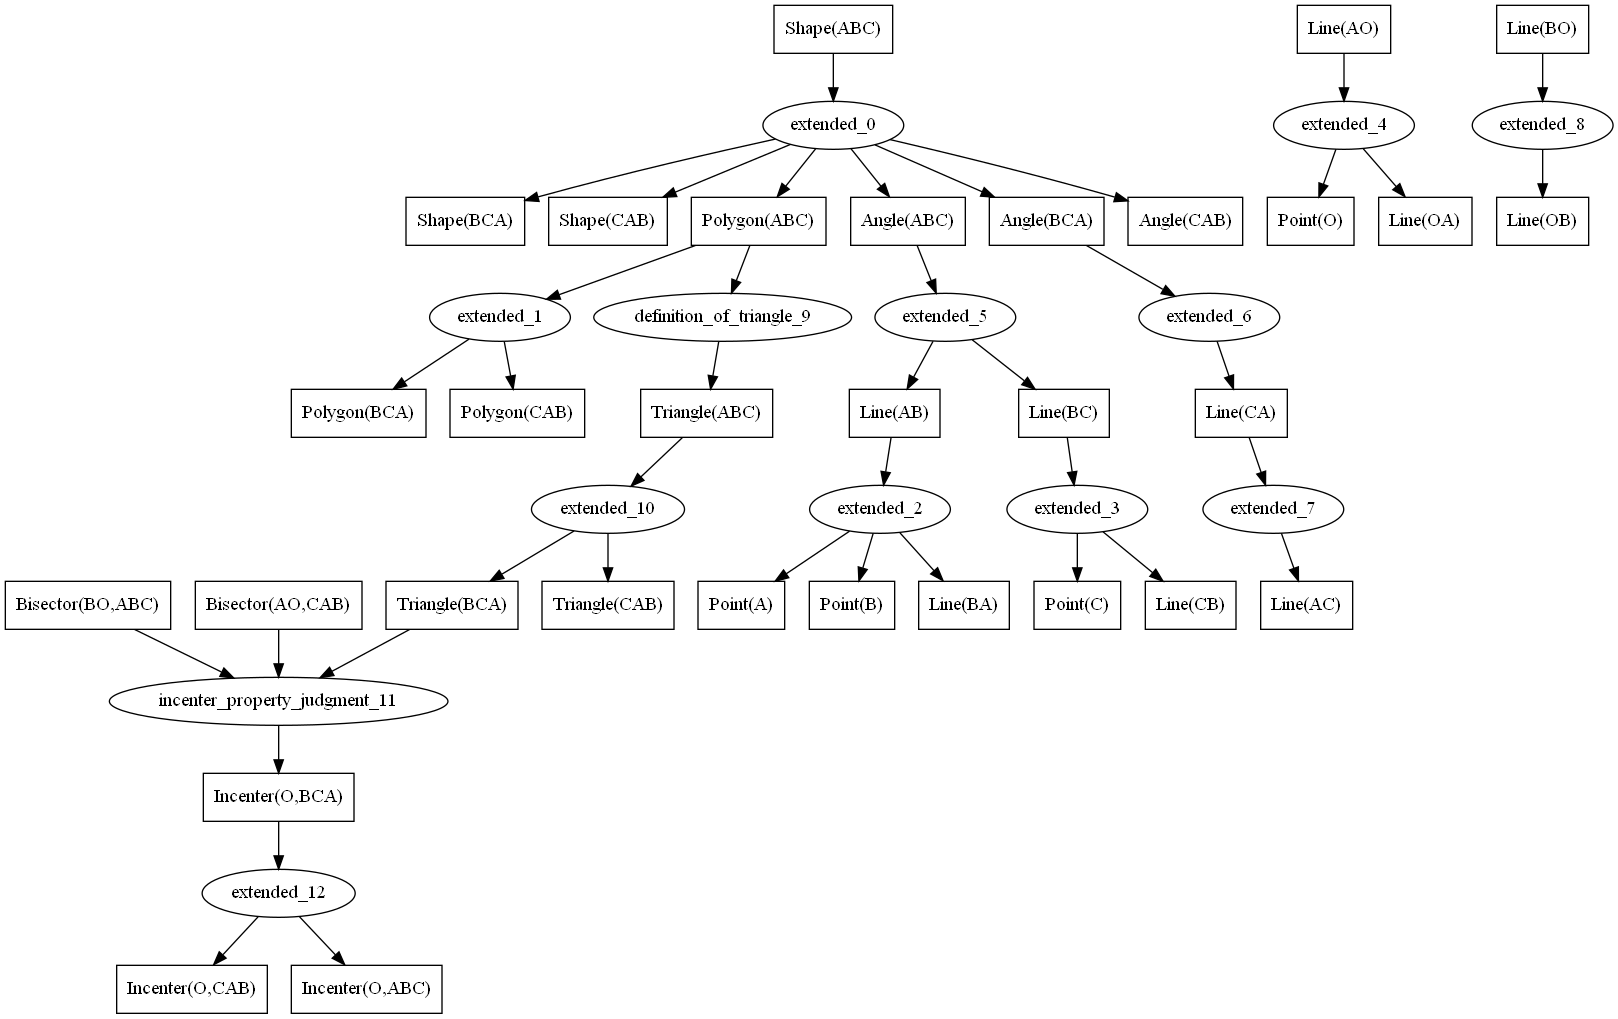 Shape(ABC)
Line(AO)
Line(BO)
extended_0
extended_4
extended_8
Shape(BCA)
Shape(CAB)
Polygon(ABC)
Angle(ABC)
Angle(BCA)
Angle(CAB)
Point(O)
Line(OA)
Line(OB)
extended_1
definition_of_triangle_9
extended_5
extended_6
Polygon(BCA)
Polygon(CAB)
Triangle(ABC)
Line(AB)
Line(BC)
Line(CA)
extended_10
extended_2
extended_3
extended_7
Bisector(BO,ABC)
Bisector(AO,CAB)
Triangle(BCA)
Triangle(CAB)
Point(A)
Point(B)
Line(BA)
Point(C)
Line(CB)
Line(AC)
incenter_property_judgment_11
Incenter(O,BCA)
extended_12
Incenter(O,CAB)
Incenter(O,ABC)